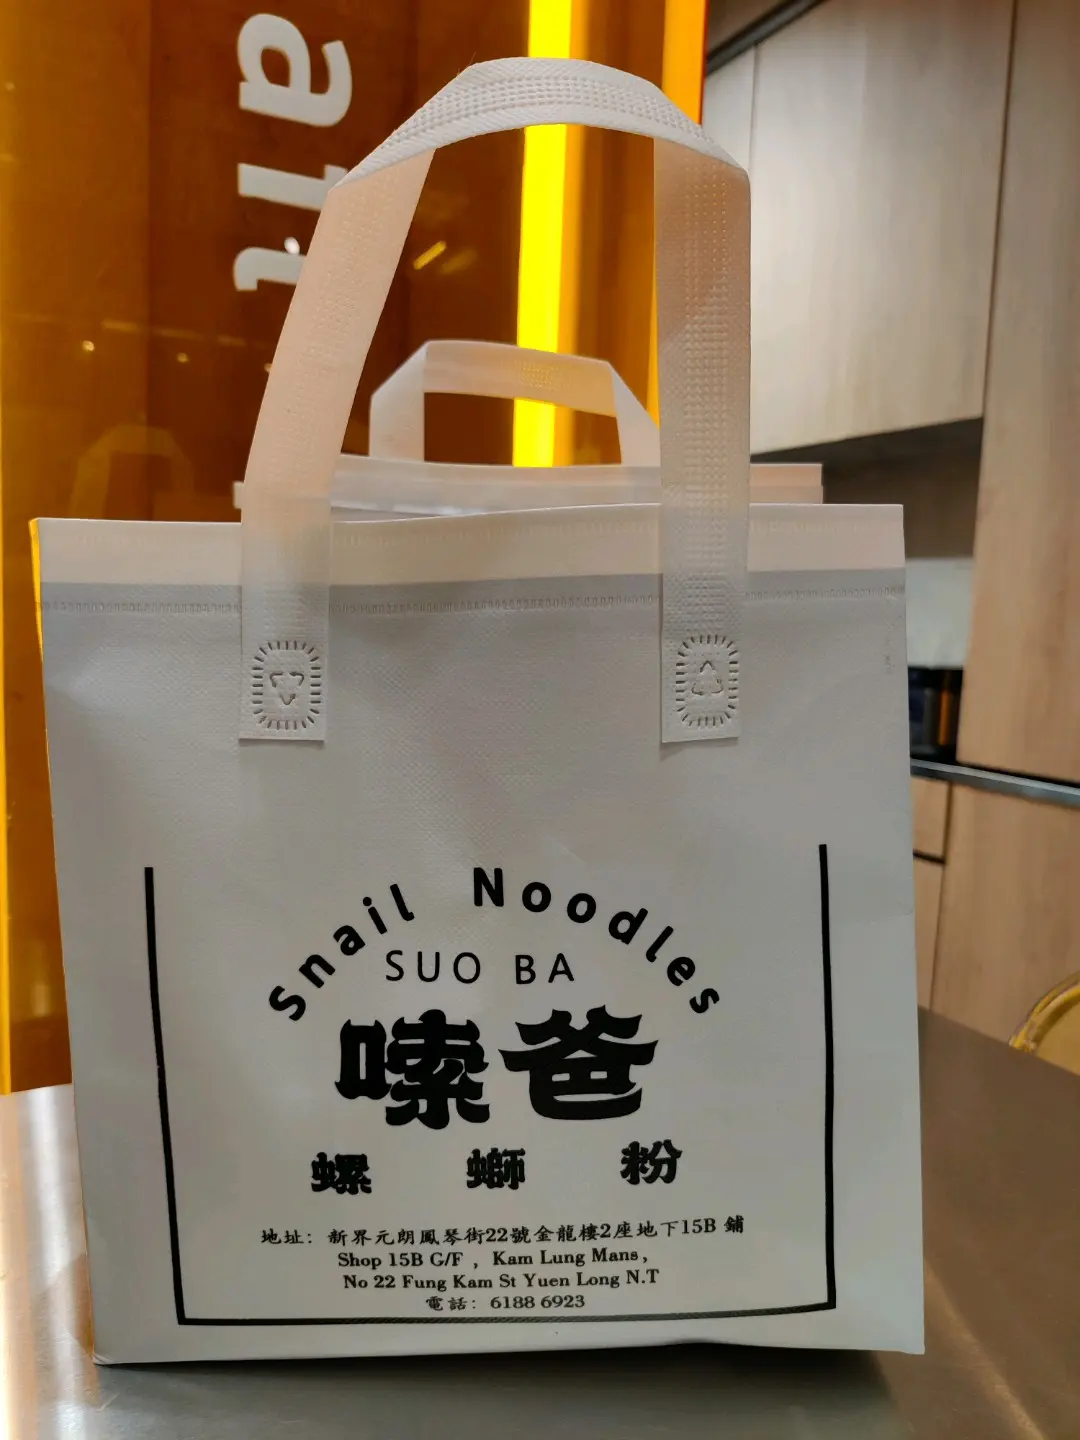 alt
Snail Noodles
SUO BA
嗦爸
螺 螄 粉
地址：新界元朗鳳琴街22號金龍樓2座地下15B 鋪
Shop 15B G/F , Kam Lung Mans,
No 22 Fung Kam St Yuen Long N.T
電話：6188 6923